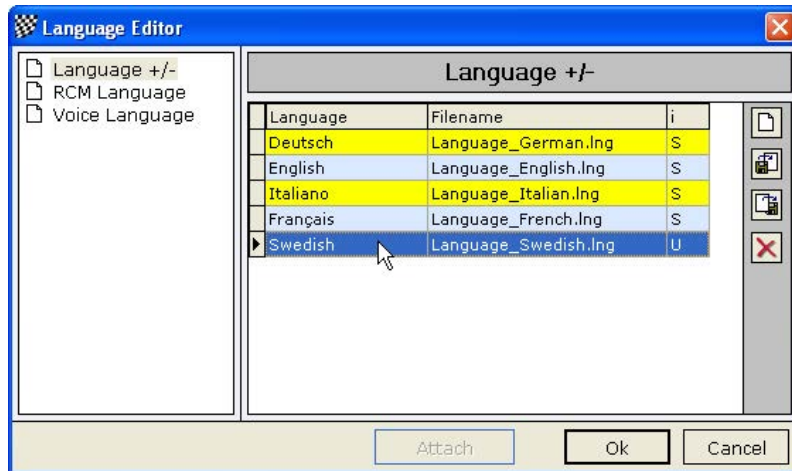 Language Editor
Language +/-
RCM Language
Voice Language
Language +/-
Language Filename i
Deutsch Language_German.lng S
English Language_English.lng S
Italiano Language_Italian.lng S
Français Language_French.lng S
Swedish Language_Swedish.lng U
Attach Ok Cancel